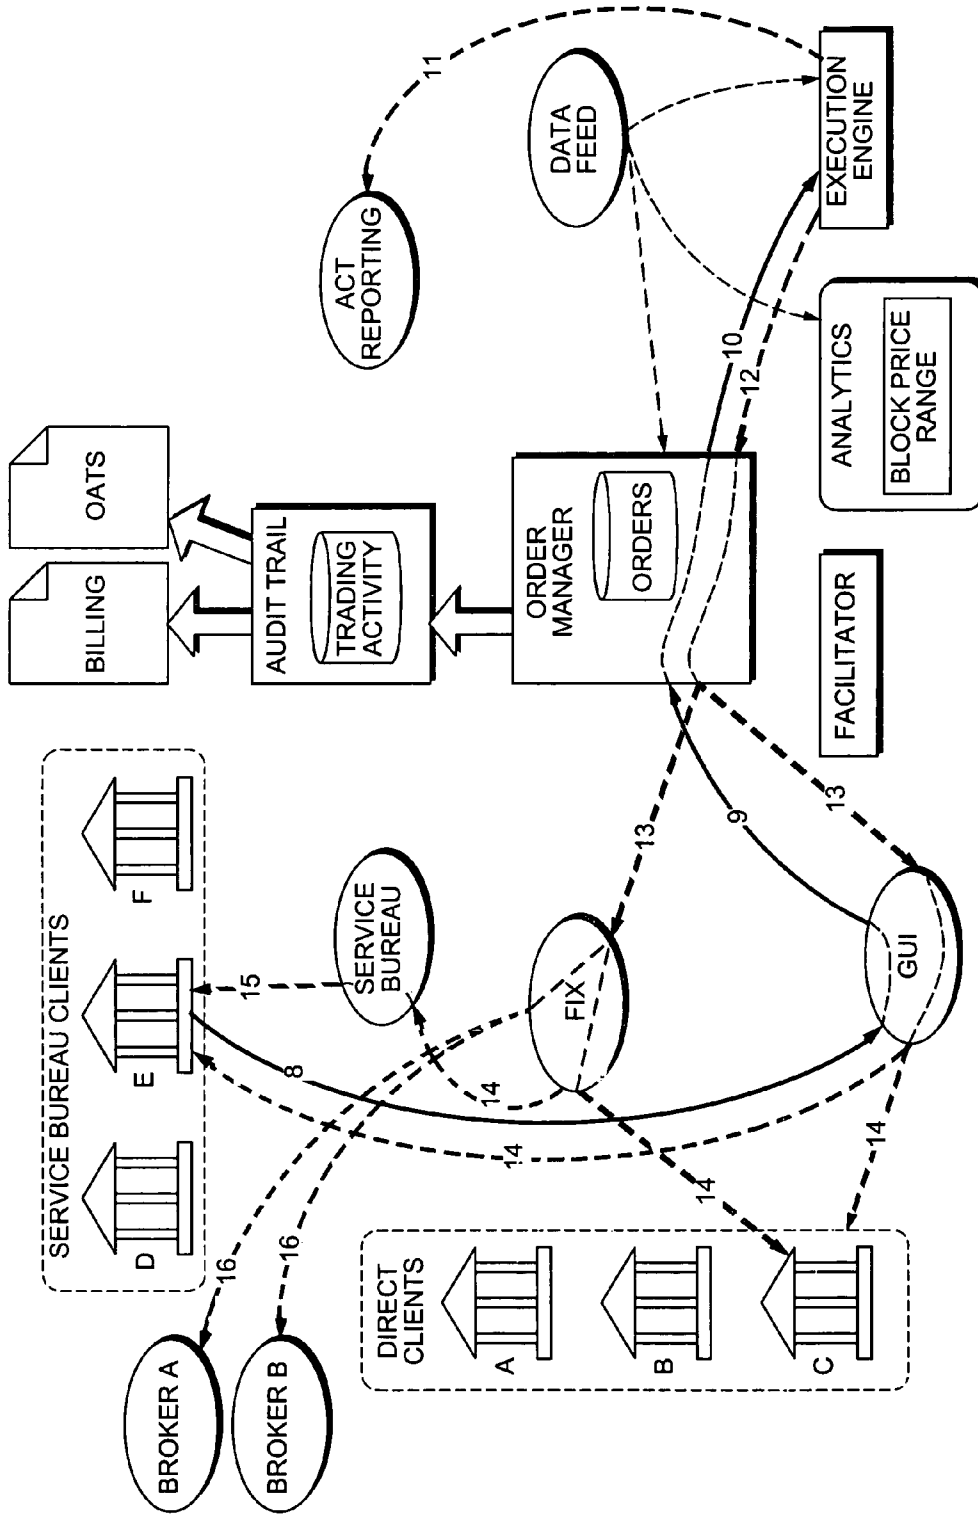 SERVICE BUREAU CLIENTS
D
E
F
BILLING
OATS
BROKER A
BROKER B
16
16
14
8
15
SERVICE
BUREAU
AUDIT TRAIL
TRADING
ACTIVITY
ACT
REPORTING
11
DIRECT
CLIENTS
A
B
C
14
14
14
FIX
13
ORDER
MANAGER
ORDERS
DATA
FEED
9
13
10
12
GUI
FACILITATOR
ANALYTICS
BLOCK PRICE
RANGE
EXECUTION
ENGINE